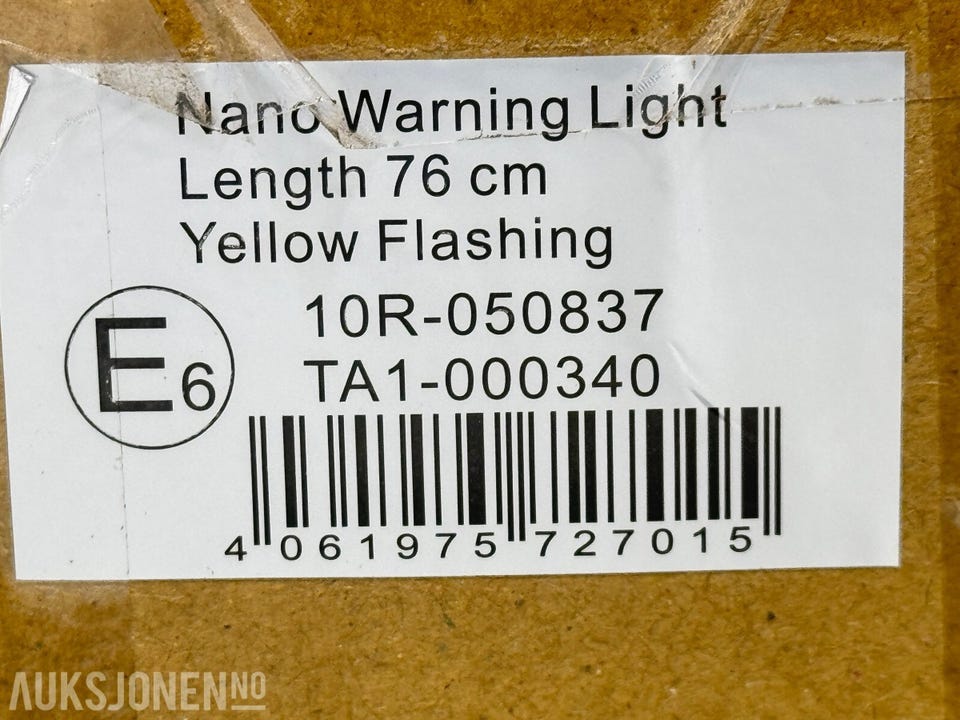 Nano Warning Light
Length 76 cm
Yellow Flashing
10R-050837
E6
TA1-000340
4 061975 727015
AUKSJONEN NO